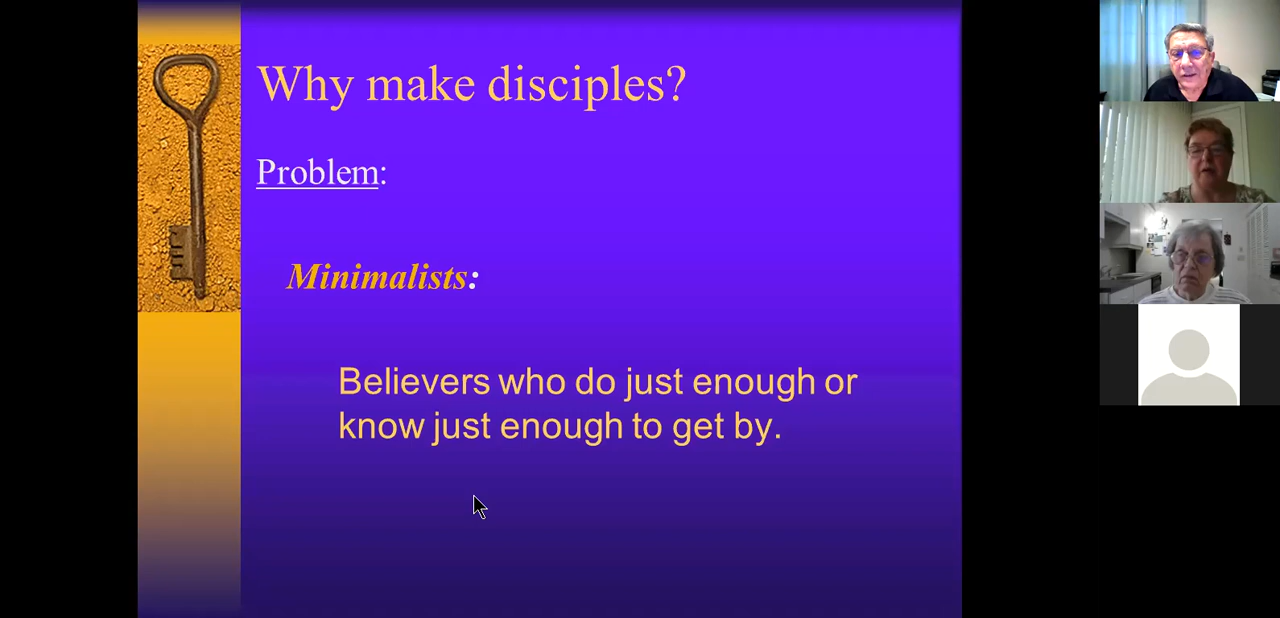 Why make disciples?
Problem:
Minimalists:
Believers who do just enough or
know just enough to get by.